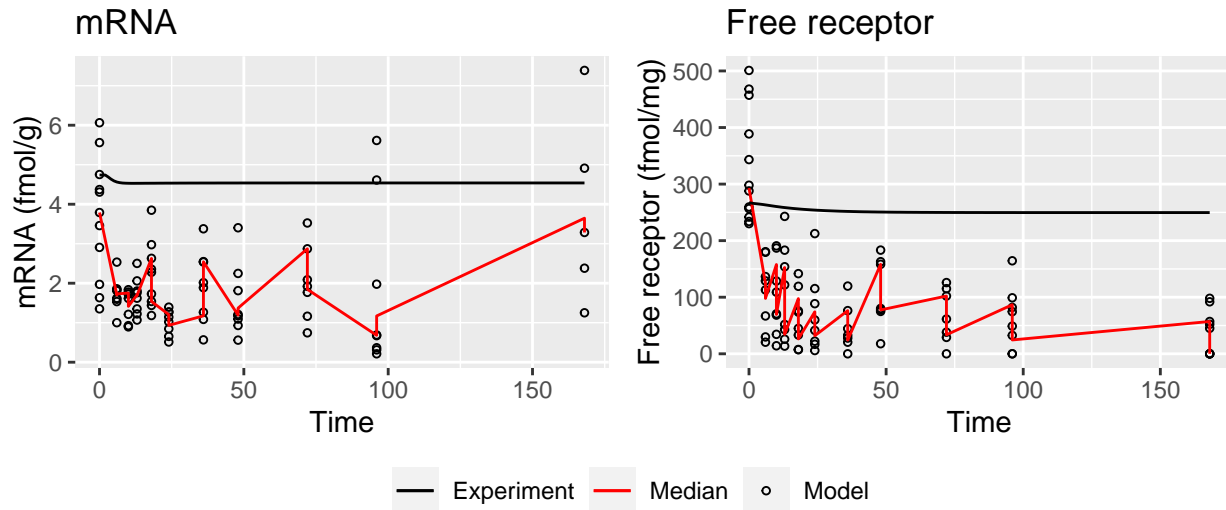 mRNA
mRNA (fmol/g)
6
4
2
0
0
50
100
150
Time
Free receptor
Free receptor (fmol/mg)
500
400
300
200
100
0
0
50
100
150
Time
Experiment
Median
Model